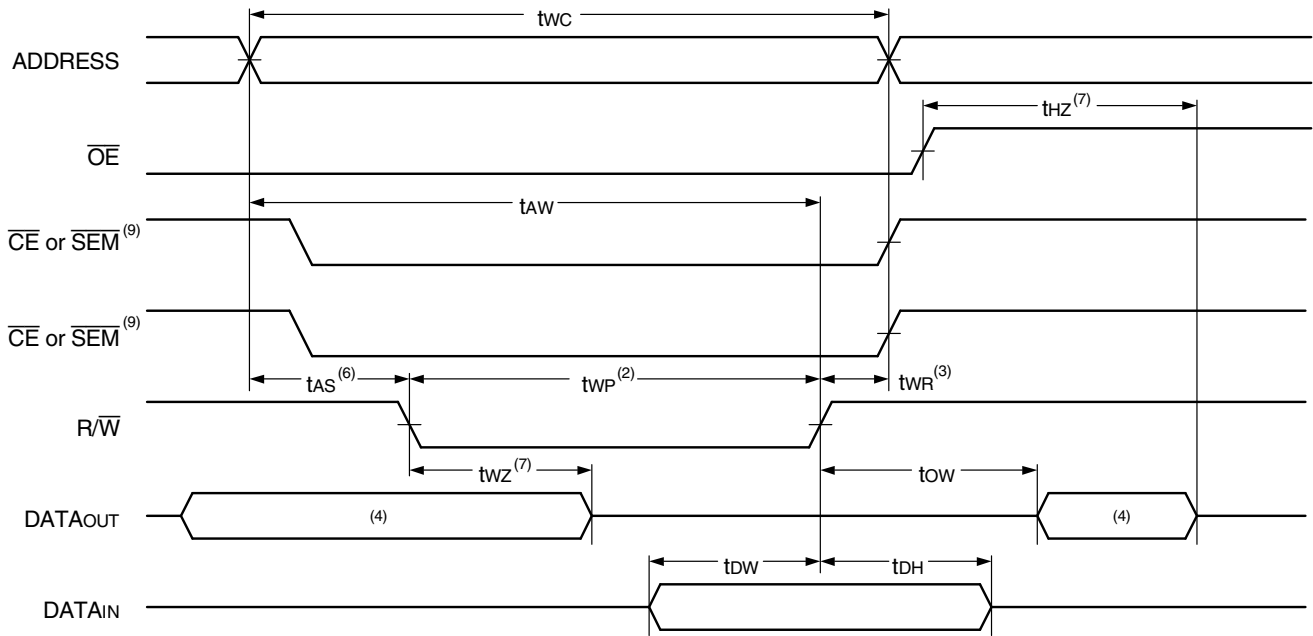 tWC
ADDRESS
tHZ(7)
OE
tAW
CE or SEM(9)
CE or SEM(9)
tAS(6)
tWP(2)
tWR(3)
R/W
tWZ(7)
tOW
DATAOUT
(4)
(4)
tDW
tDH
DATAIN